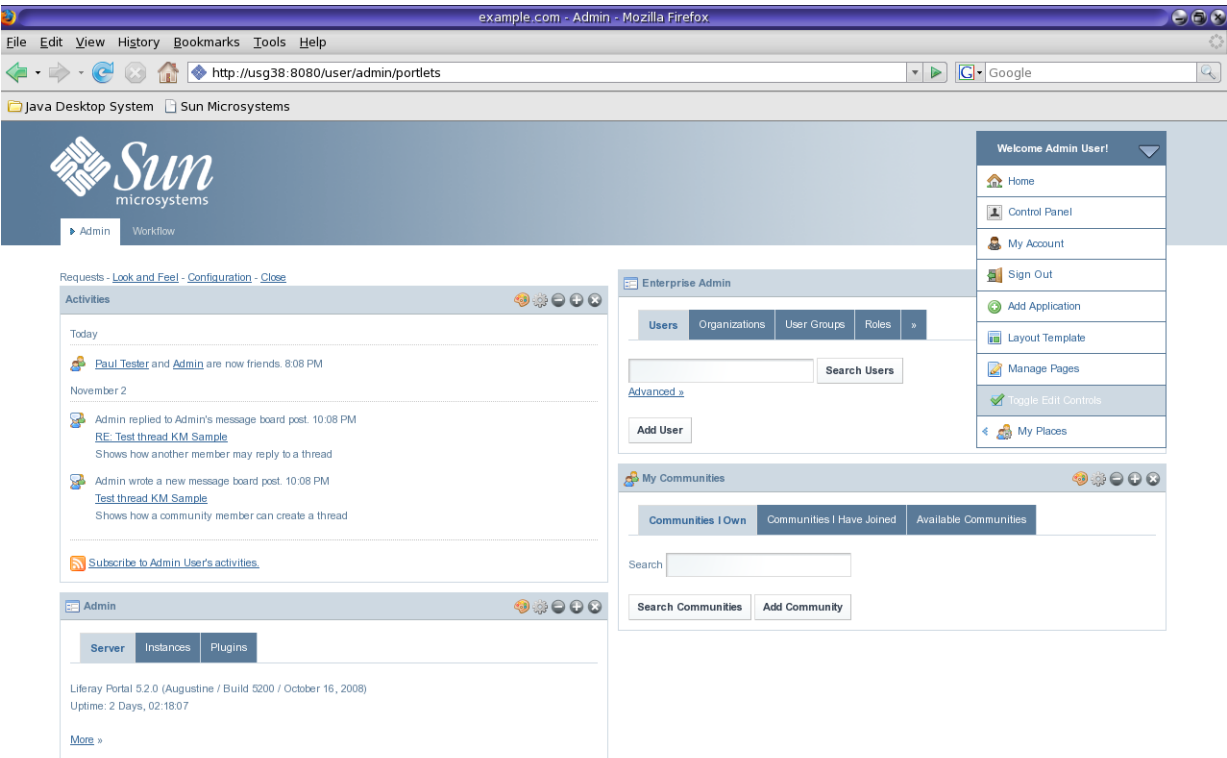 example.com - Admin - Mozilla Firefox
File Edit View History Bookmarks Tools Help
http://usg38:8080/user/admin/portlets
G Google
Java Desktop System Sun Microsystems
Sun
microsystems
Admin Workflow
Welcome Admin User!
Home
Control Panel
My Account
Sign Out
Add Application
Layout Template
Manage Pages
Toggle Edit Controls
My Places
Requests - Look and Feel - Configuration - Close
Activities
Today
Paul Tester and Admin are now friends. 8:08 PM
November 2
Admin replied to Admin's message board post. 10:08 PM
RE: Test thread KM Sample
Shows how another member may reply to a thread
Admin wrote a new message board post. 10:08 PM
Test thread KM Sample
Shows how a community member can create a thread
Subscribe to Admin User's activities.
Admin
Server Instances Plugins
Liferay Portal 5.2.0 (Augustine / Build 5200 / October 16, 2008)
Uptime: 2 Days, 02:18:07
More »
Enterprise Admin
Users Organizations User Groups Roles »
Search Users
Advanced »
Add User
My Communities
Communities I Own Communities I Have Joined Available Communities
Search
Search Communities Add Community